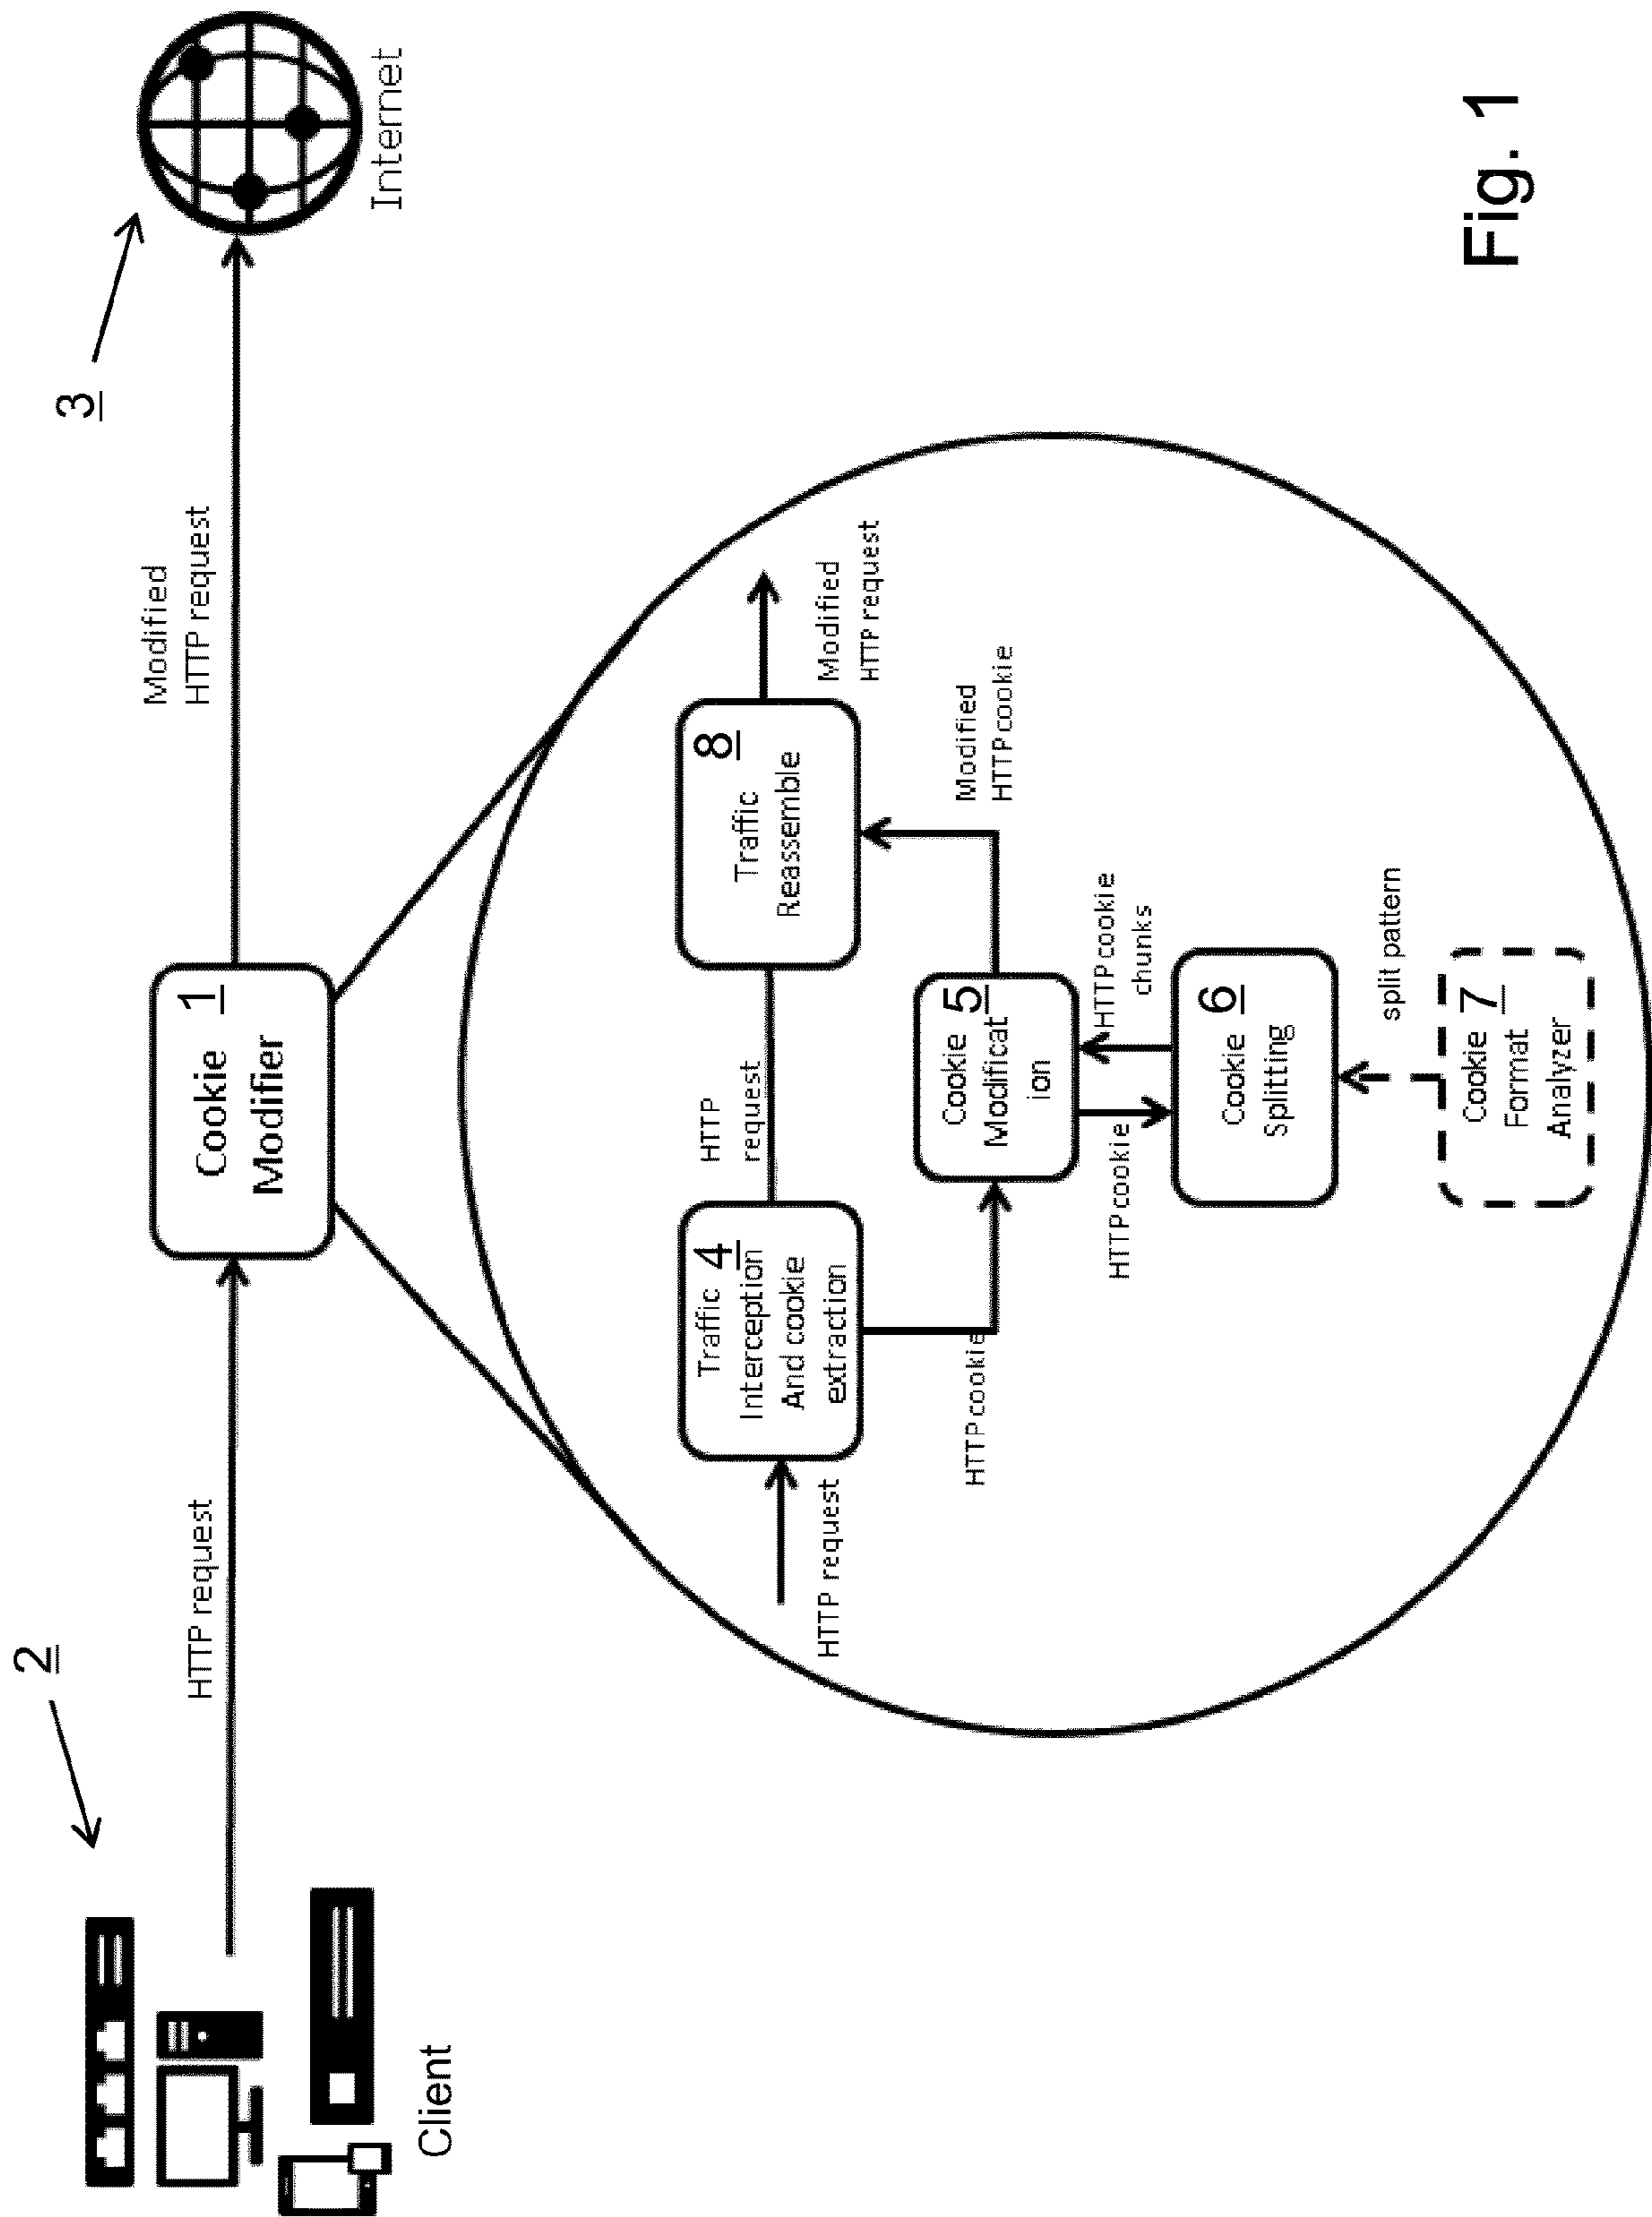 2
3
HTTP request
Cookie 1
Modifier
Modified
HTTP request
Internet
Client
HTTP request
Traffic 4
Interception
And cookie
extraction
HTTP
request
8
Traffic
Reassemble
Modified
HTTP request
HTTP cookie
Cookie 5
Modificat
ion
Modified
HTTP cookie
HTTP cookie
HTTP cookie
chunks
Cookie 6
Splitting
split pattern
Cookie 7
Format
Analyzer
Fig. 1